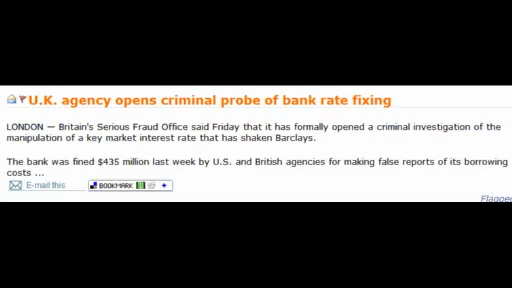 U.K. agency opens criminal probe of bank rate fixing
LONDON — Britain's Serious Fraud Office said Friday that it has formally opened a criminal investigation of the
manipulation of a key market interest rate that has shaken Barclays.
The bank was fined $435 million last week by U.S. and British agencies for making false reports of its borrowing
costs ...
E-mail this
BOOKMARK
Flagged